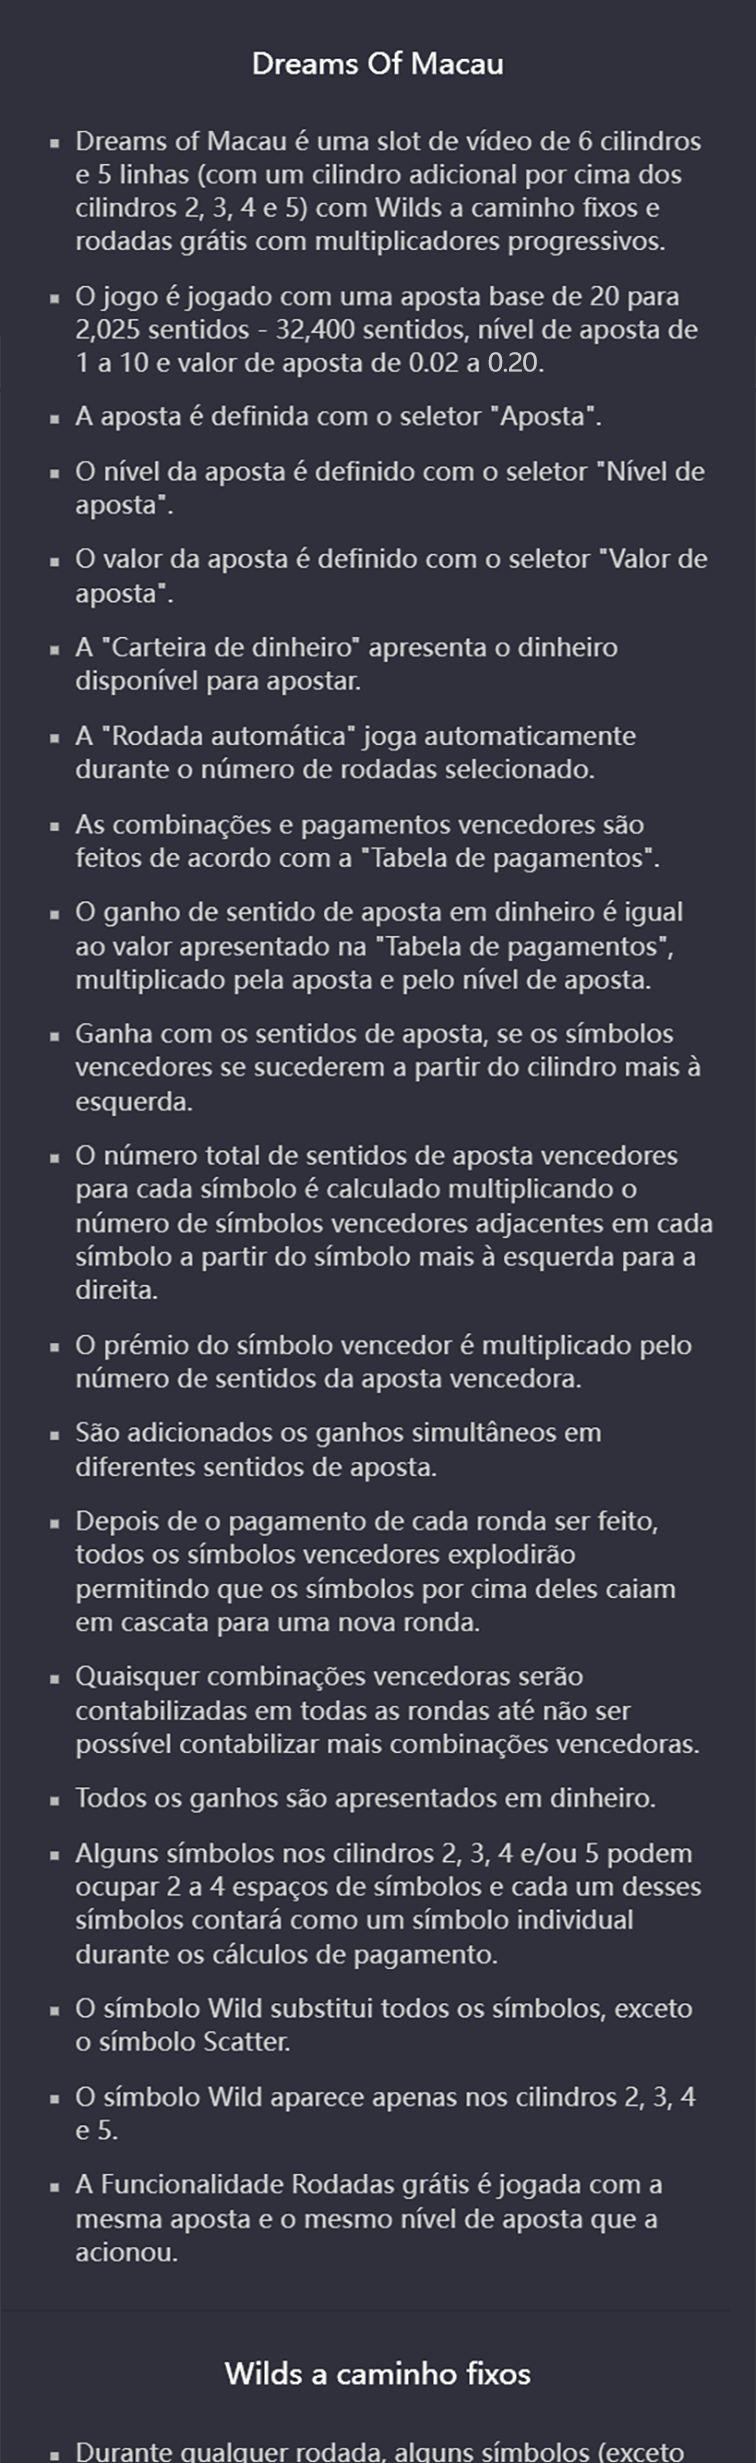 Dreams Of Macau
▪ Dreams of Macau é uma slot de vídeo de 6 cilindros
e 5 linhas (com um cilindro adicional por cima dos
cilindros 2, 3, 4 e 5) com Wilds a caminho fixos e
rodadas grátis com multiplicadores progressivos.
▪ O jogo é jogado com uma aposta base de 20 para
2,025 sentidos - 32,400 sentidos, nível de aposta de
1 a 10 e valor de aposta de 0.02 a 0.20.
▪ A aposta é definida com o seletor "Aposta".
▪ O nível da aposta é definido com o seletor "Nível de
aposta".
▪ O valor da aposta é definido com o seletor "Valor de
aposta".
▪ A "Carteira de dinheiro" apresenta o dinheiro
disponível para apostar.
▪ A "Rodada automática" joga automaticamente
durante o número de rodadas selecionado.
▪ As combinações e pagamentos vencedores são
feitos de acordo com a "Tabela de pagamentos".
▪ O ganho de sentido de aposta em dinheiro é igual
ao valor apresentado na "Tabela de pagamentos",
multiplicado pela aposta e pelo nível de aposta.
▪ Ganha com os sentidos de aposta, se os símbolos
vencedores se sucederem a partir do cilindro mais à
esquerda.
▪ O número total de sentidos de aposta vencedores
para cada símbolo é calculado multiplicando o
número de símbolos vencedores adjacentes em cada
símbolo a partir do símbolo mais à esquerda para a
direita.
▪ O prémio do símbolo vencedor é multiplicado pelo
número de sentidos da aposta vencedora.
▪ São adicionados os ganhos simultâneos em
diferentes sentidos de aposta.
▪ Depois de o pagamento de cada ronda ser feito,
todos os símbolos vencedores explodirão
permitindo que os símbolos por cima deles caiam
em cascata para uma nova ronda.
▪ Quaisquer combinações vencedoras serão
contabilizadas em todas as rondas até não ser
possível contabilizar mais combinações vencedoras.
▪ Todos os ganhos são apresentados em dinheiro.
▪ Alguns símbolos nos cilindros 2, 3, 4 e/ou 5 podem
ocupar 2 a 4 espaços de símbolos e cada um desses
símbolos contará como um símbolo individual
durante os cálculos de pagamento.
▪ O símbolo Wild substitui todos os símbolos, exceto
o símbolo Scatter.
▪ O símbolo Wild aparece apenas nos cilindros 2, 3, 4
e 5.
▪ A Funcionalidade Rodadas grátis é jogada com a
mesma aposta e o mesmo nível de aposta que a
acionou.
Wilds a caminho fixos
▪ Durante qualquer rodada, alguns símbolos (exceto